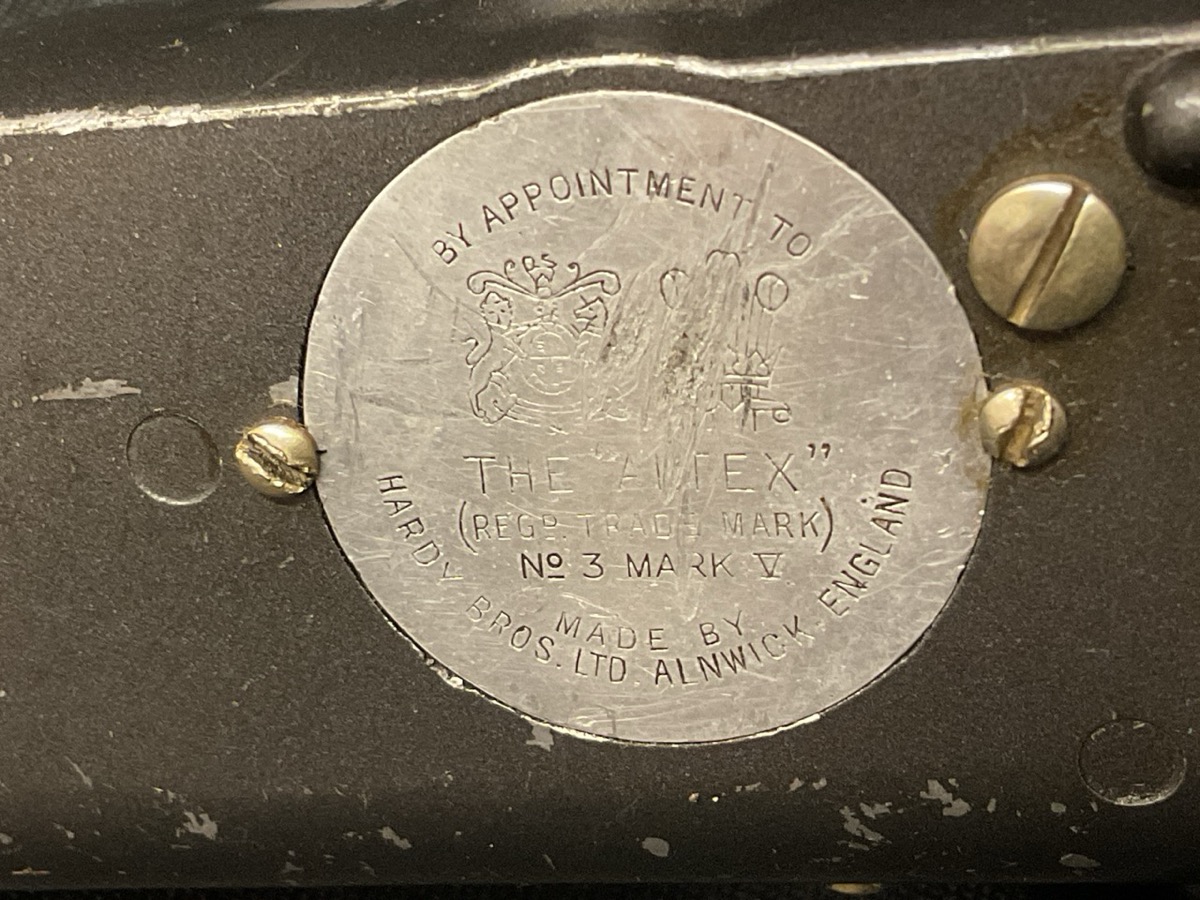 BY APPOINTMENT TO
THE "ALTEX"
(REGD. TRADE MARK)
No 3 MARK V
MADE BY
HARDY BROS. LTD. ALNWICK ENGLAND